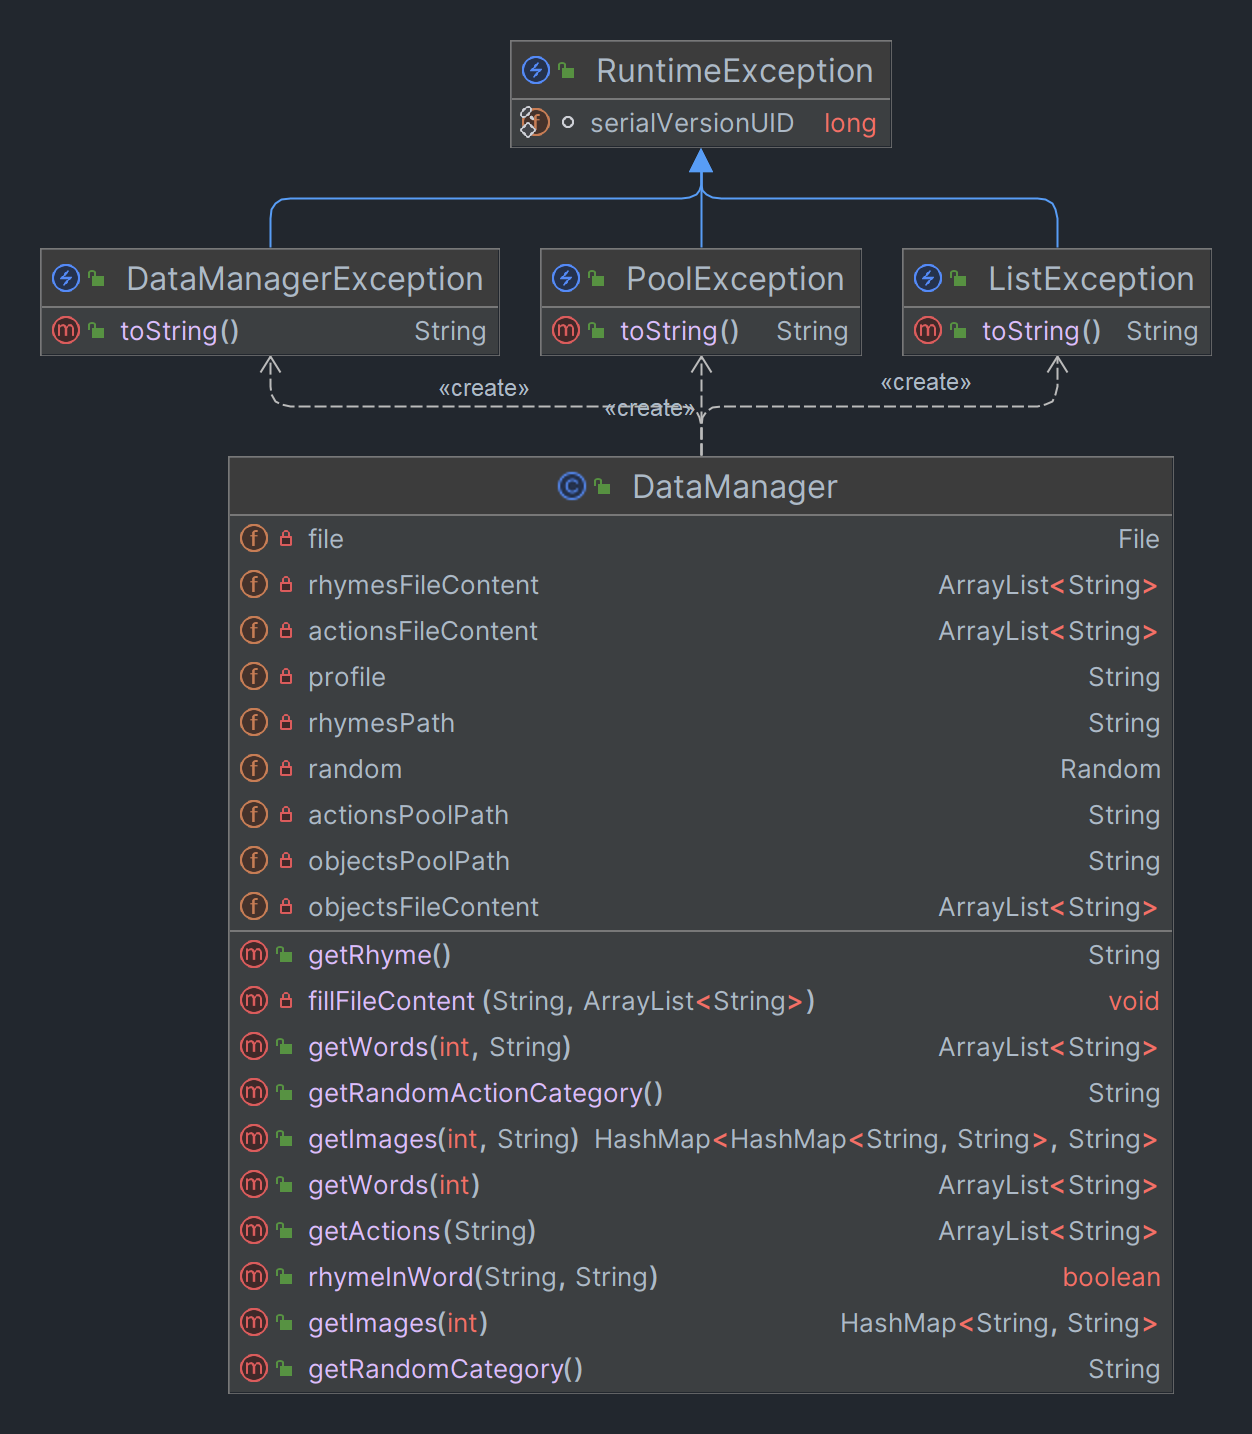 RuntimeException
serialVersionUID long
DataManagerException
toString() String
PoolException
toString() String
ListException
toString() String
«create»
«create»
«create»
DataManager
file File
rhymesFileContent ArrayList<String>
actionsFileContent ArrayList<String>
profile String
rhymesPath String
random Random
actionsPoolPath String
objectsPoolPath String
objectsFileContent ArrayList<String>
getRhyme() String
fillFileContent (String, ArrayList<String>) void
getWords(int, String) ArrayList<String>
getRandomActionCategory() String
getImages(int, String) HashMap<HashMap<String, String>, String>
getWords(int) ArrayList<String>
getActions(String) ArrayList<String>
rhymeInWord(String, String) boolean
getImages(int) HashMap<String, String>
getRandomCategory() String